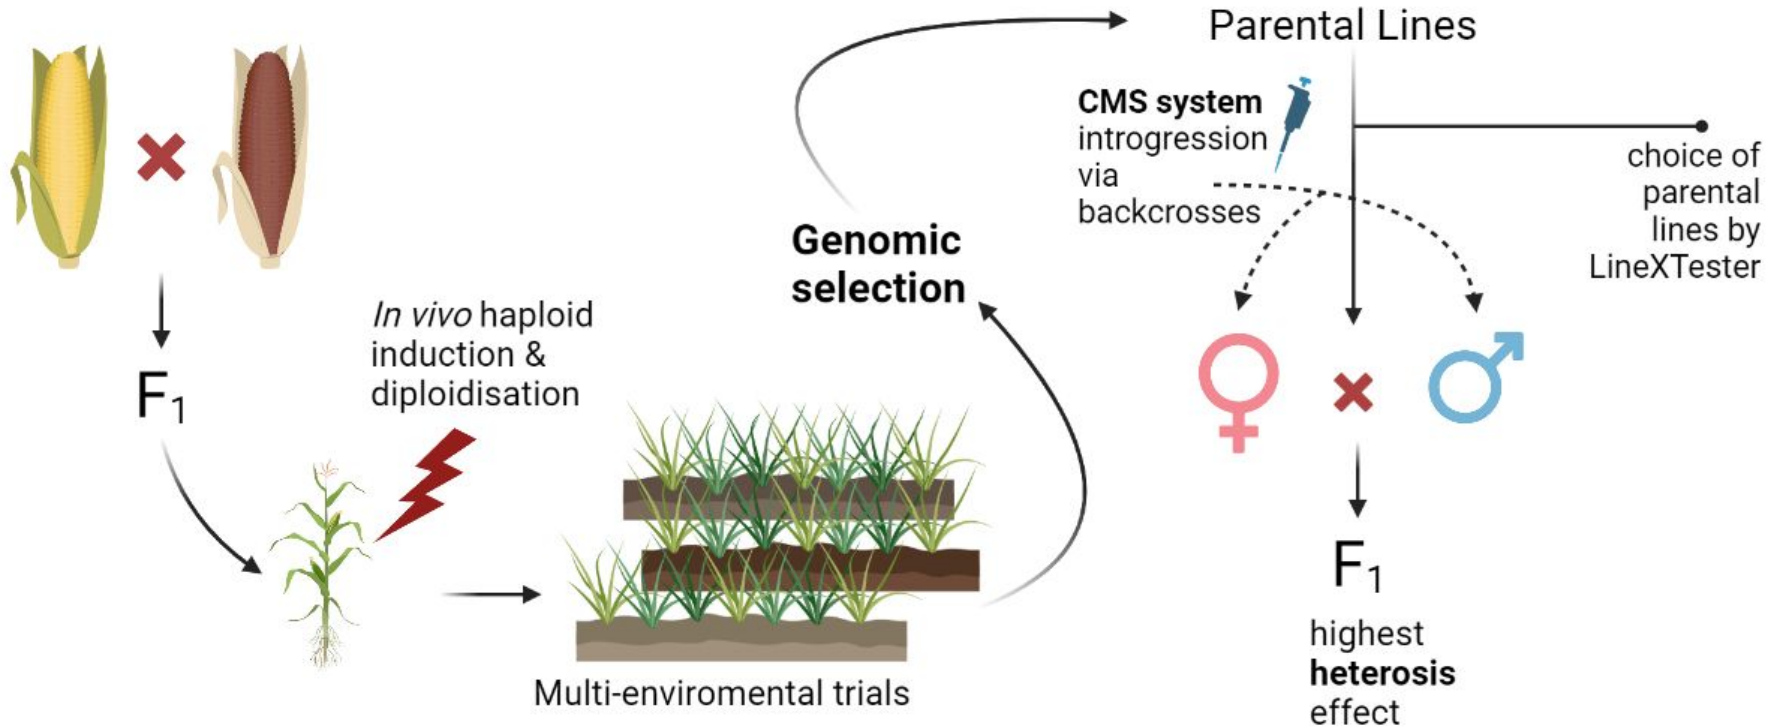 F₁
In vivo haploid
induction &
diploidisation
Multi-enviromental trials
Genomic
selection
Parental Lines
CMS system
introgression
via
backcrosses
choice of
parental
lines by
LineXTester
F₁
highest
heterosis
effect